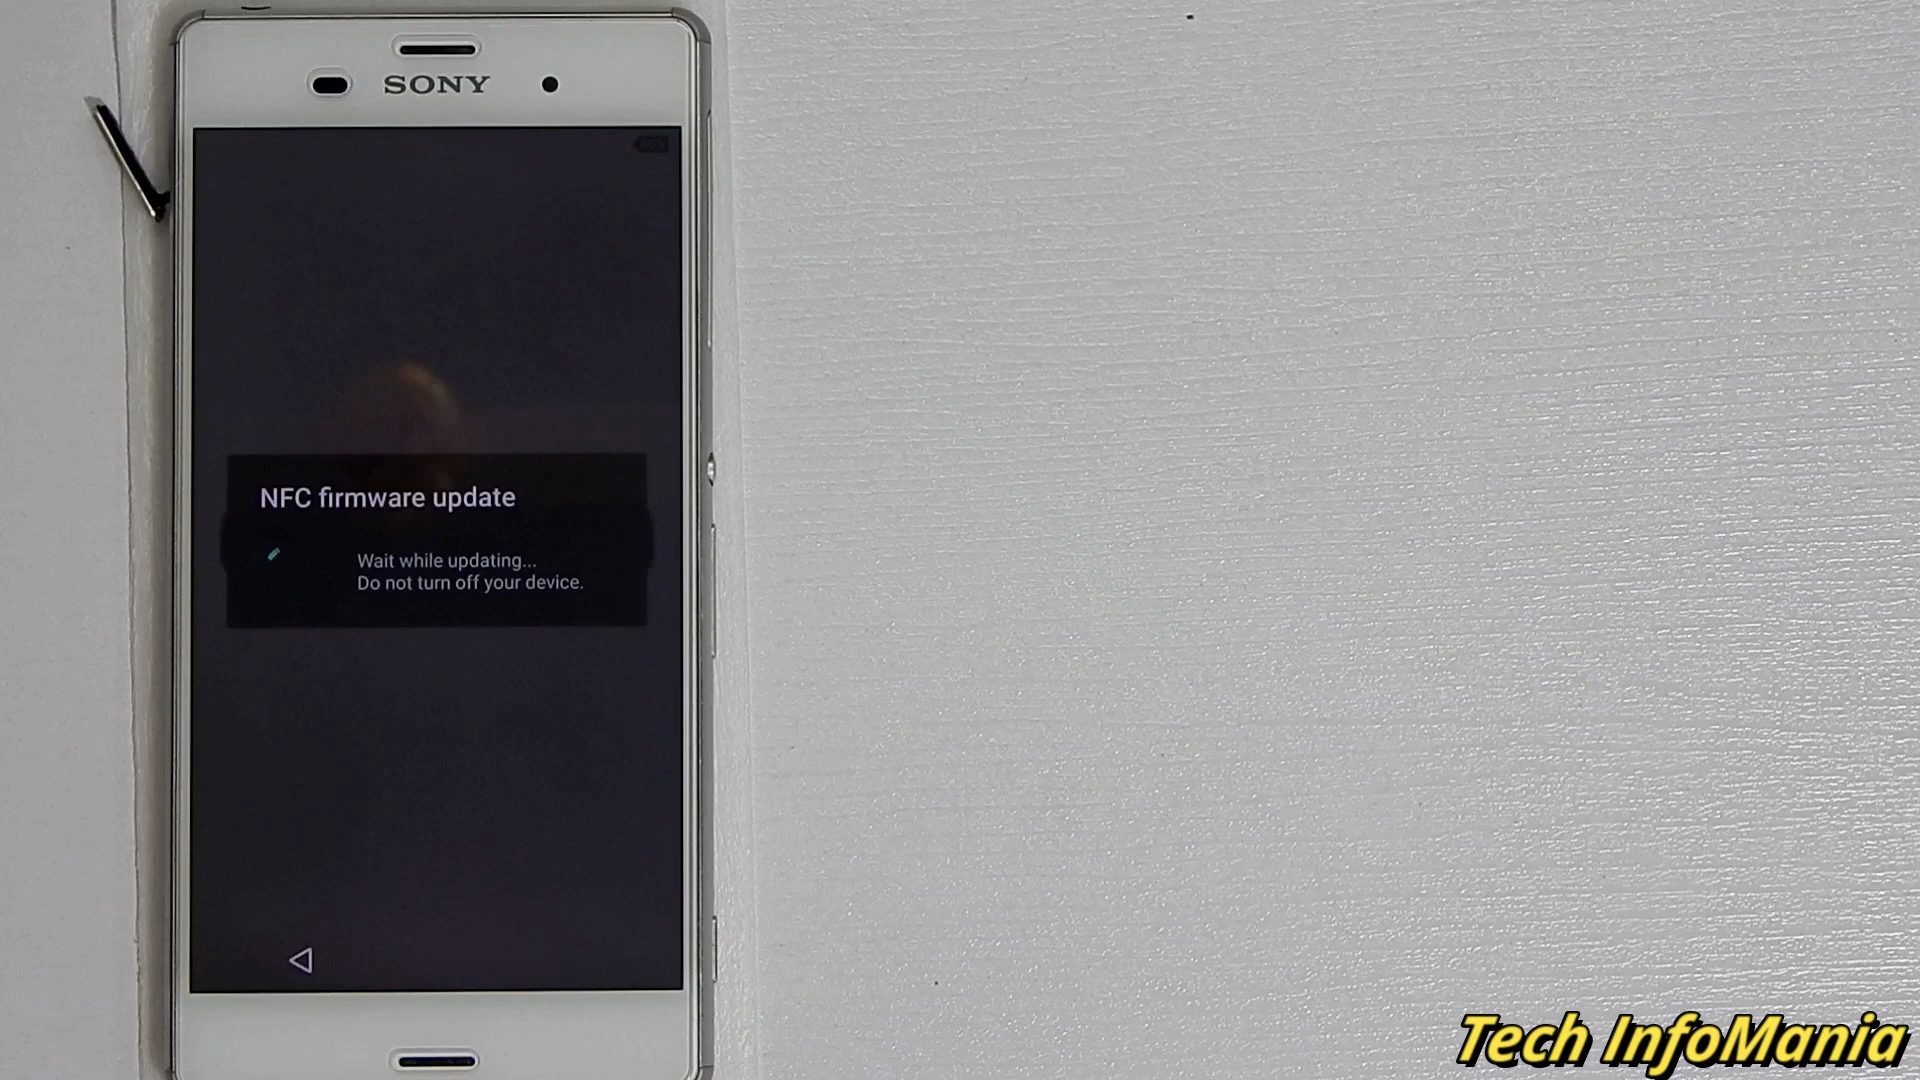 SONY
NFC firmware update
Wait while updating...
Do not turn off your device.
Tech InfoMania